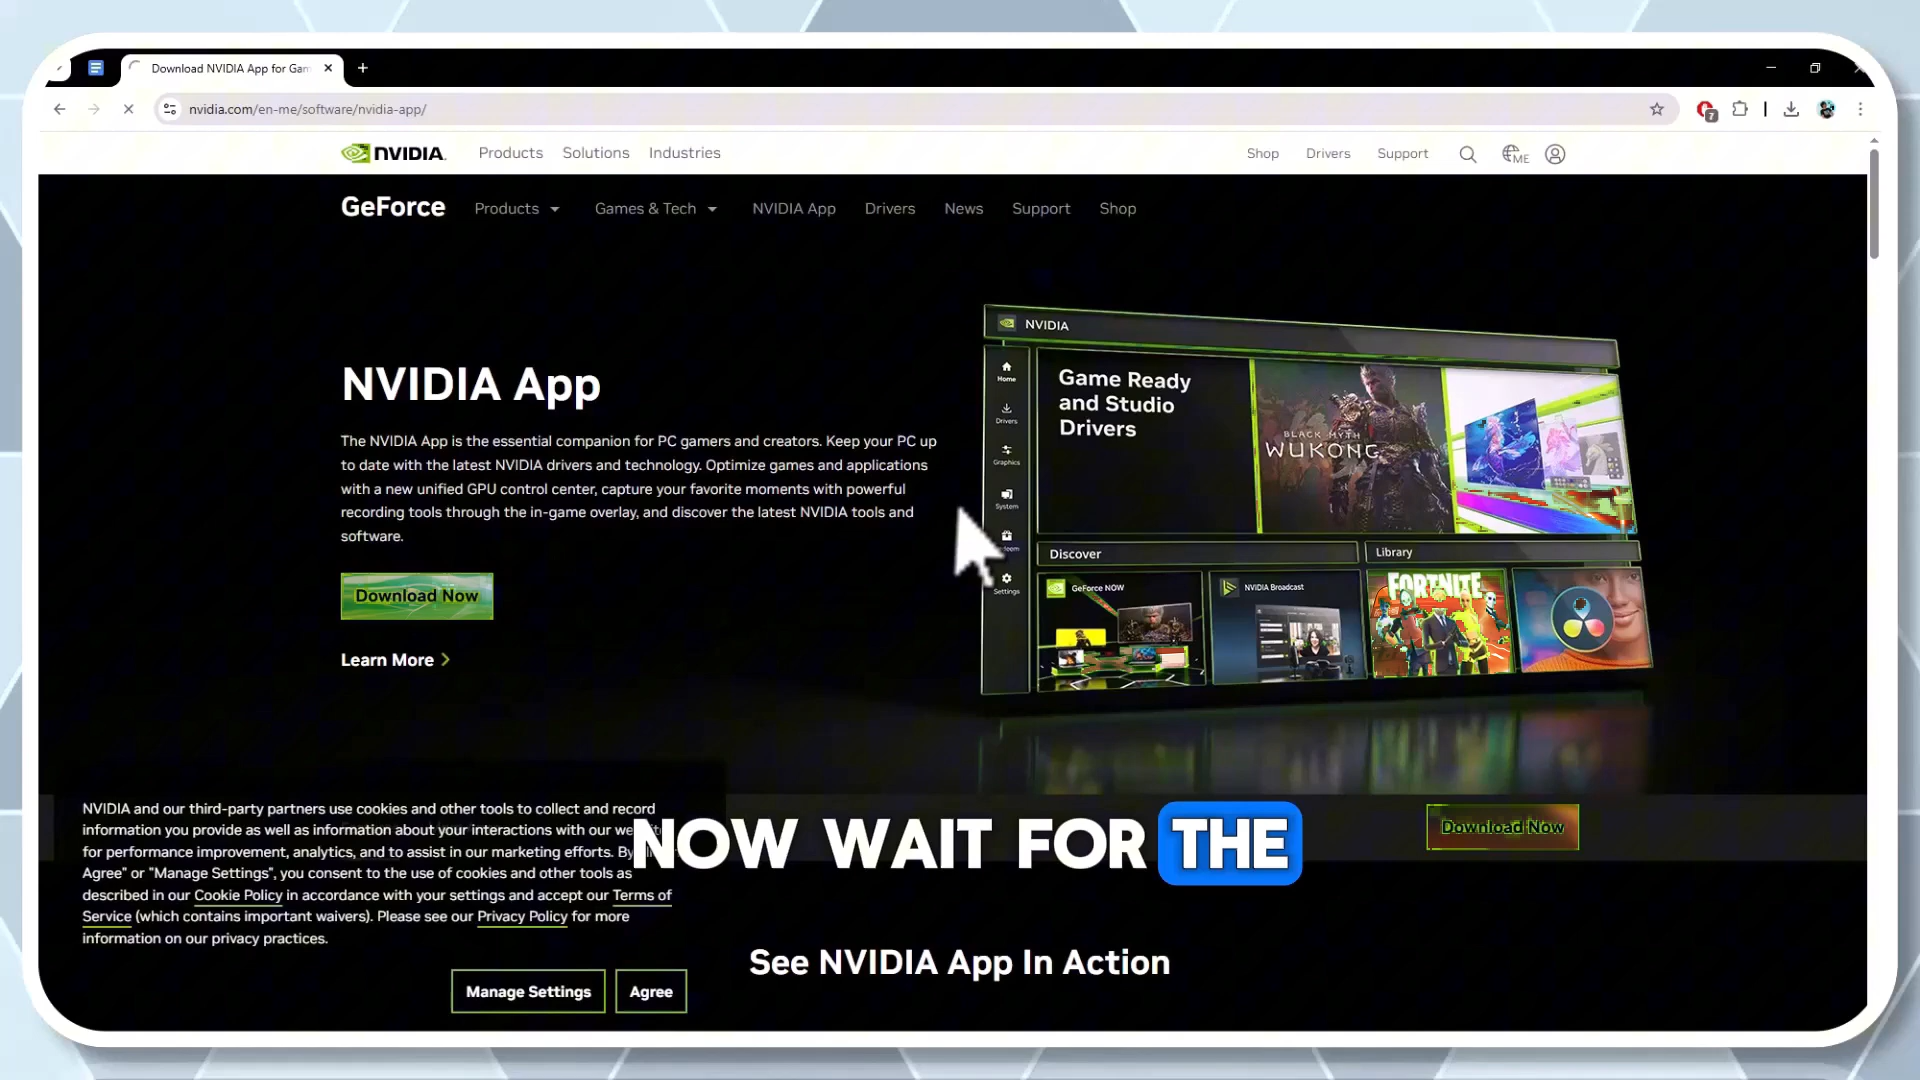 Download NVIDIA App for Gam
nvidia.com/en-me/software/nvidia-app/
7
NVIDIA.
Products Solutions Industries
Shop Drivers Support ME
GeForce Products Games & Tech NVIDIA App Drivers News Support Shop
NVIDIA App
The NVIDIA App is the essential companion for PC gamers and creators. Keep your PC up
to date with the latest NVIDIA drivers and technology. Optimize games and applications
with a new unified GPU control center, capture your favorite moments with powerful
recording tools through the in-game overlay, and discover the latest NVIDIA tools and
software.
Download Now
Learn More
NVIDIA
Home
Drivers
Graphics
System
Settings
Game Ready
and Studio
Drivers
BLACK MYTH
WUKONG
Discover
Library
GeForce NOW
NVIDIA Broadcast
FORTNITE
NVIDIA and our third-party partners use cookies and other tools to collect and record
information you provide as well as information about your interactions with our
for performance improvement, analytics, and to assist in our marketing efforts. By
Agree" or "Manage Settings", you consent to the use of cookies and other tools as
described in our Cookie Policy in accordance with your settings and accept our Terms of
Service (which contains important waivers). Please see our Privacy Policy for more
information on our privacy practices.
Manage Settings
Agree
NOW WAIT FOR THE
Download Now
See NVIDIA App In Action